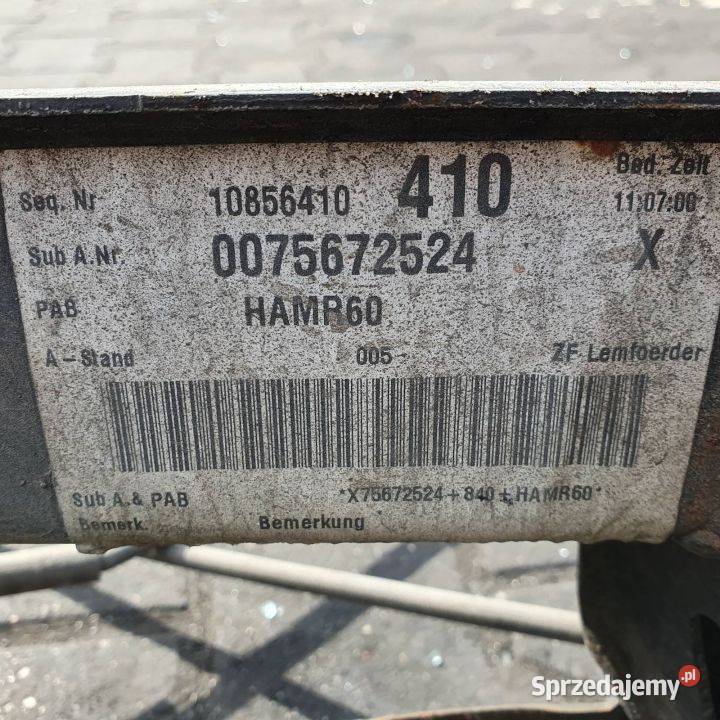 Bed. Zeit
Seq. Nr 10856410 410 11:07:00
Sub A.Nr. 0075672524 X
PAB HAMR60
A-Stand 005 ZF Lemfoerder
Sub A.& PAB *X75672524+840+HAMR60*
Bemerk. Bemerkung
Sprzedajemy.pl